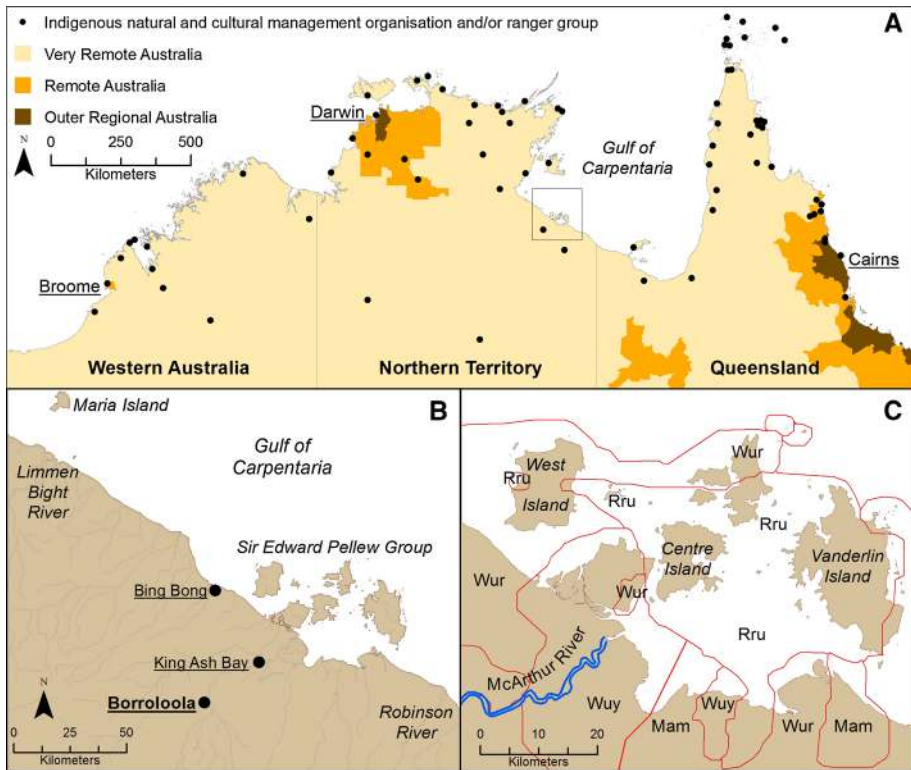 Indigenous natural and cultural management organisation and/or ranger group
A
Very Remote Australia
Remote Australia
Outer Regional Australia
N
0 250 500
Kilometers
Darwin
Gulf of
Carpentaria
Broome
Cairns
Western Australia
Northern Territory
Queensland
B
Maria Island
Gulf of
Carpentaria
Limmen
Bight
River
Sir Edward Pellew Group
Bing Bong
King Ash Bay
Borroloola
N
Robinson
River
0 25 50
Kilometers
C
West
Island
Rru
Rru
Wur
Rru
Centre
Island
Vanderlin
Island
Wur
Wur
Rru
McArthur River
Wuy
Mam
Wuy
Wur
Mam
0 10 20
Kilometers